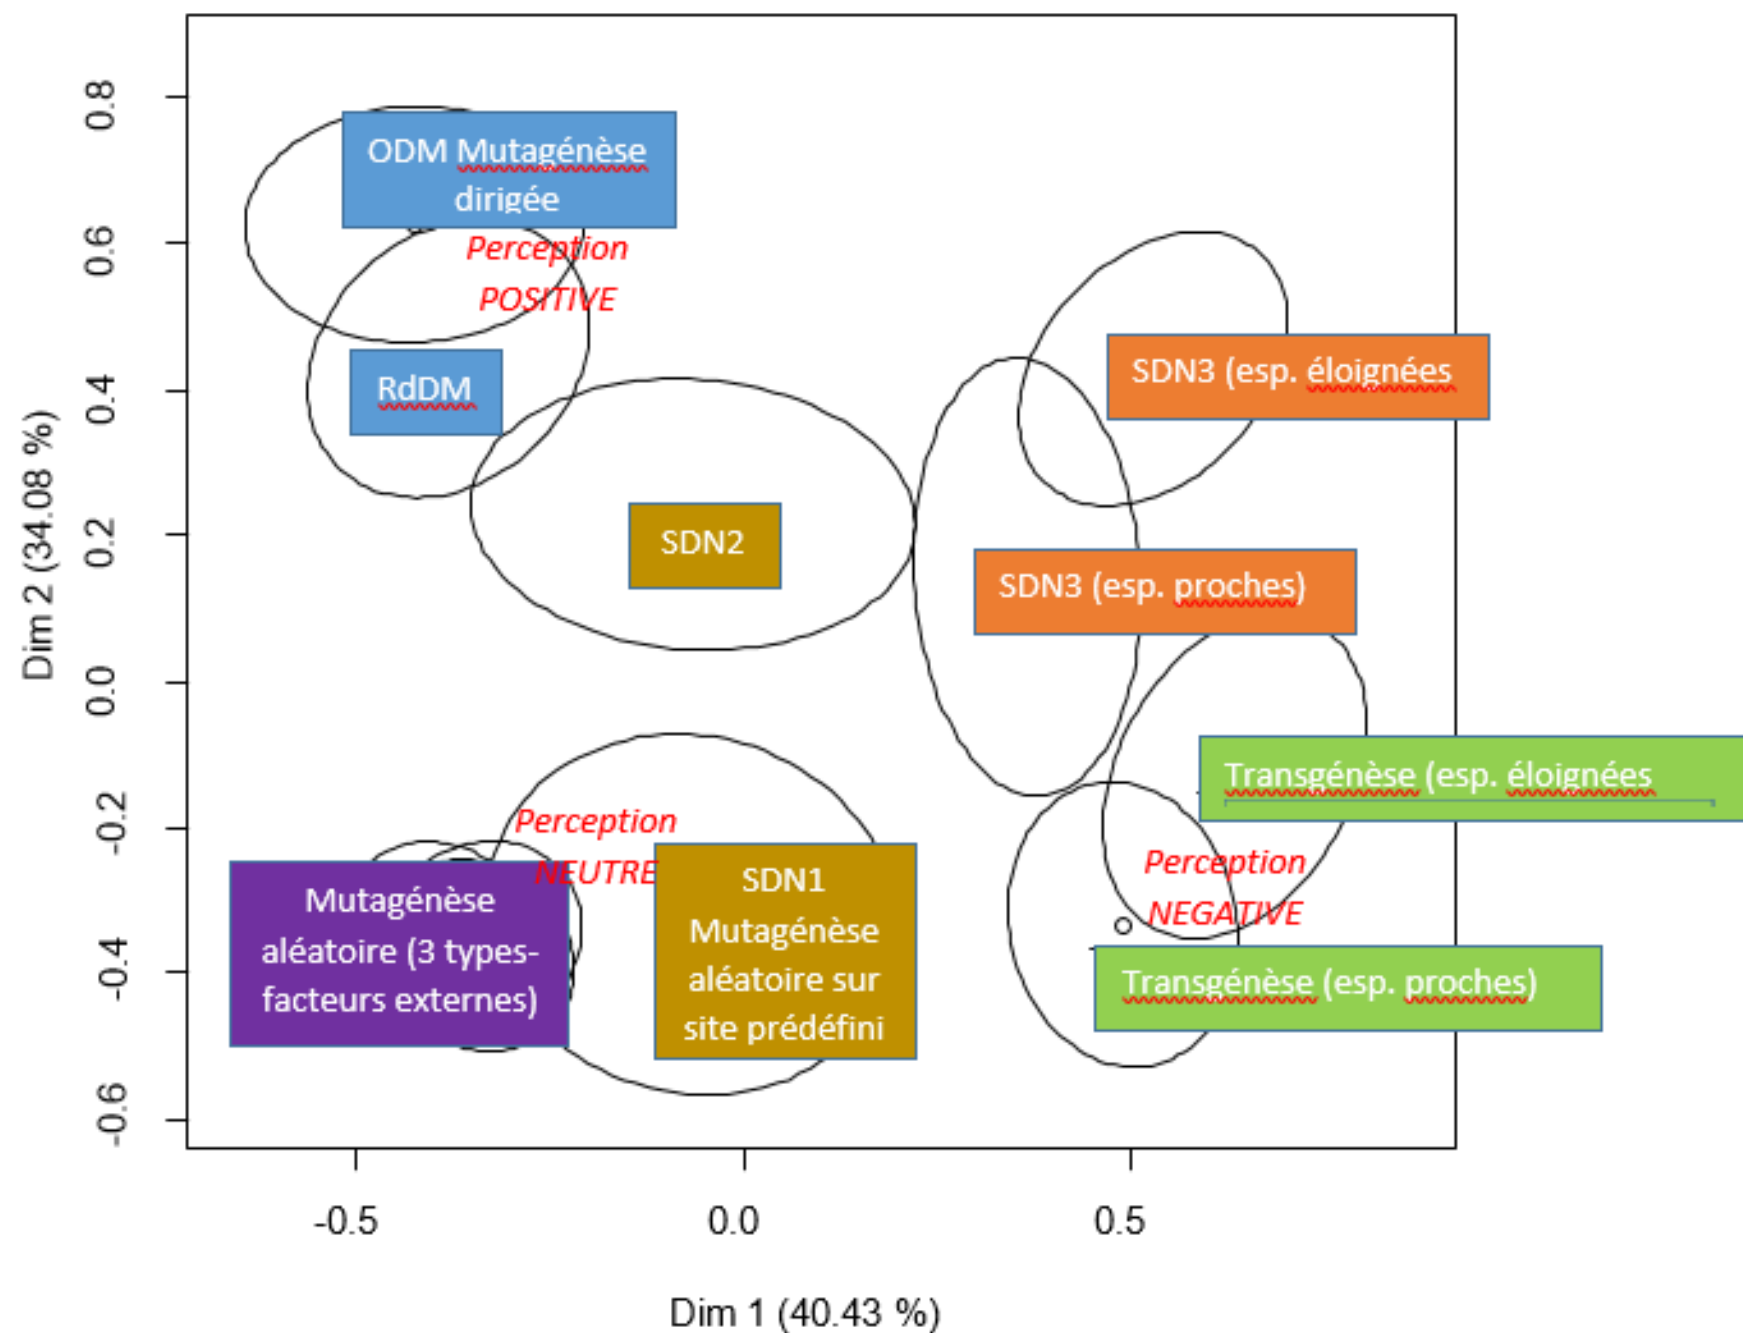 0.8
ODM Mutagénèse
dirigée
0.6
Perception
POSITIVE
0.4
RdDM
SDN3 (esp. éloignées
Dim 2 (34.08 %)
0.2
SDN2
SDN3 (esp. proches)
0.0
Transgénèse (esp. éloignées
-0.2
Perception
NEUTRE
Perception
NEGATIVE
Mutagénèse
aléatoire (3 types-
facteurs externes)
SDN1
Mutagénèse
aléatoire sur
site prédéfini
-0.4
Transgénèse (esp. proches)
-0.6
-0.5
0.0
0.5
Dim 1 (40.43 %)